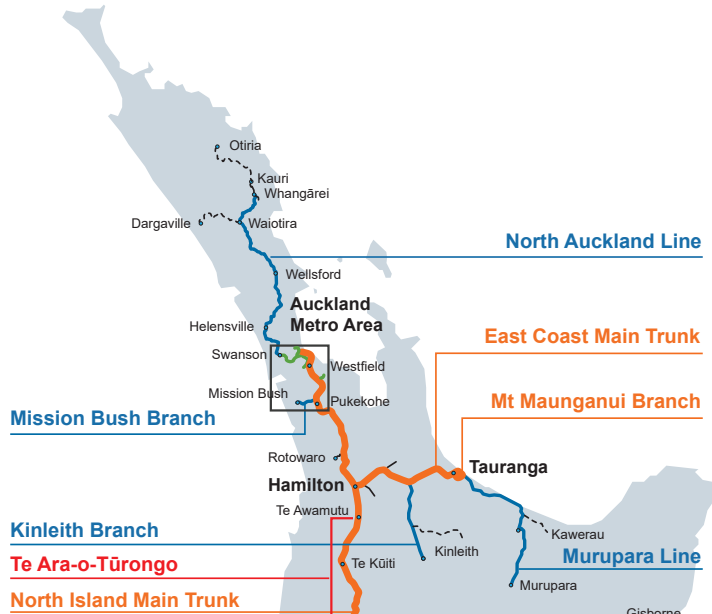 Otiria
Kauri
Whangārei
Dargaville
Waiotira
North Auckland Line
Wellsford
Auckland
Metro Area
Helensville
East Coast Main Trunk
Swanson
Westfield
Mission Bush
Pukekohe
Mt Maunganui Branch
Mission Bush Branch
Rotowaro
Tauranga
Hamilton
Te Awamutu
Kinleith Branch
Kawerau
Kinleith
Murupara Line
Te Ara-o-Tūrongo
Te Kūiti
Murupara
North Island Main Trunk
Gisborne